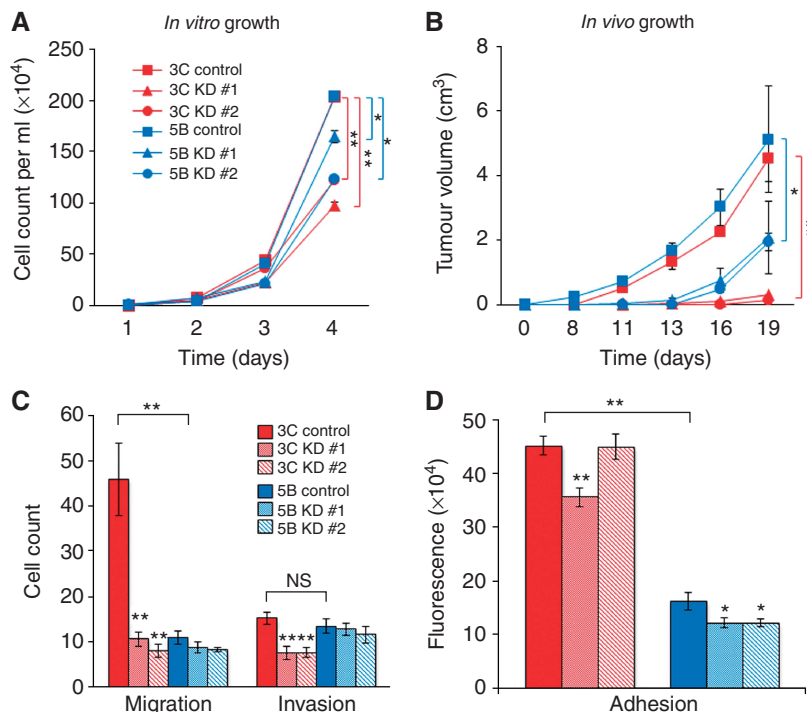 A
In vitro growth
Cell count per ml (×10⁴)
250
200
150
100
50
0
3C control
3C KD #1
3C KD #2
5B control
5B KD #1
5B KD #2
**
**
*
*
1 2 3 4
Time (days)
B
In vivo growth
Tumour volume (cm³)
8
6
4
2
0
*
0 8 11 13 16 19
Time (days)
C
Cell count
60
50
40
30
20
10
0
**
3C control
3C KD #1
3C KD #2
5B control
5B KD #1
5B KD #2
NS
**
**
****
Migration Invasion
D
Fluorescence (×10⁴)
50
40
30
20
10
0
**
**
*
*
Adhesion